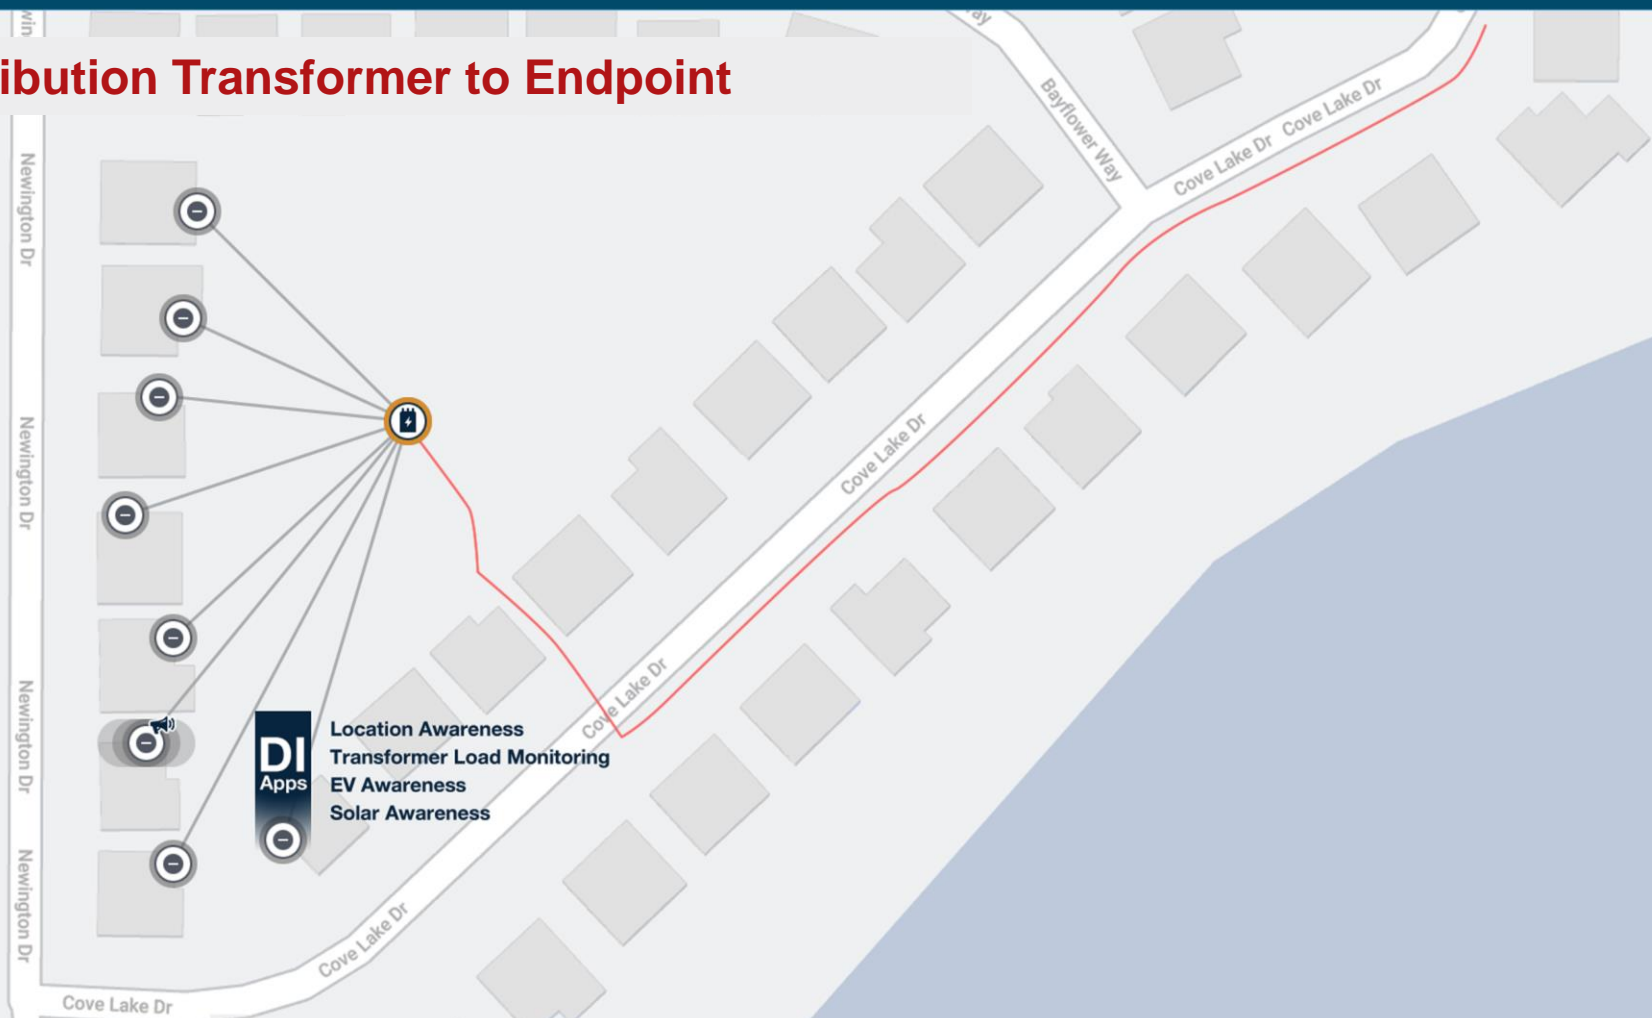 ibution Transformer to Endpoint
Bayflower Way
Cove Lake Dr
Cove Lake Dr
Newington Dr
Newington Dr
Cove Lake Dr
Cove Lake Dr
Newington Dr
DI
Apps
Location Awareness
Transformer Load Monitoring
EV Awareness
Solar Awareness
Newington Dr
Cove Lake Dr
Cove Lake Dr